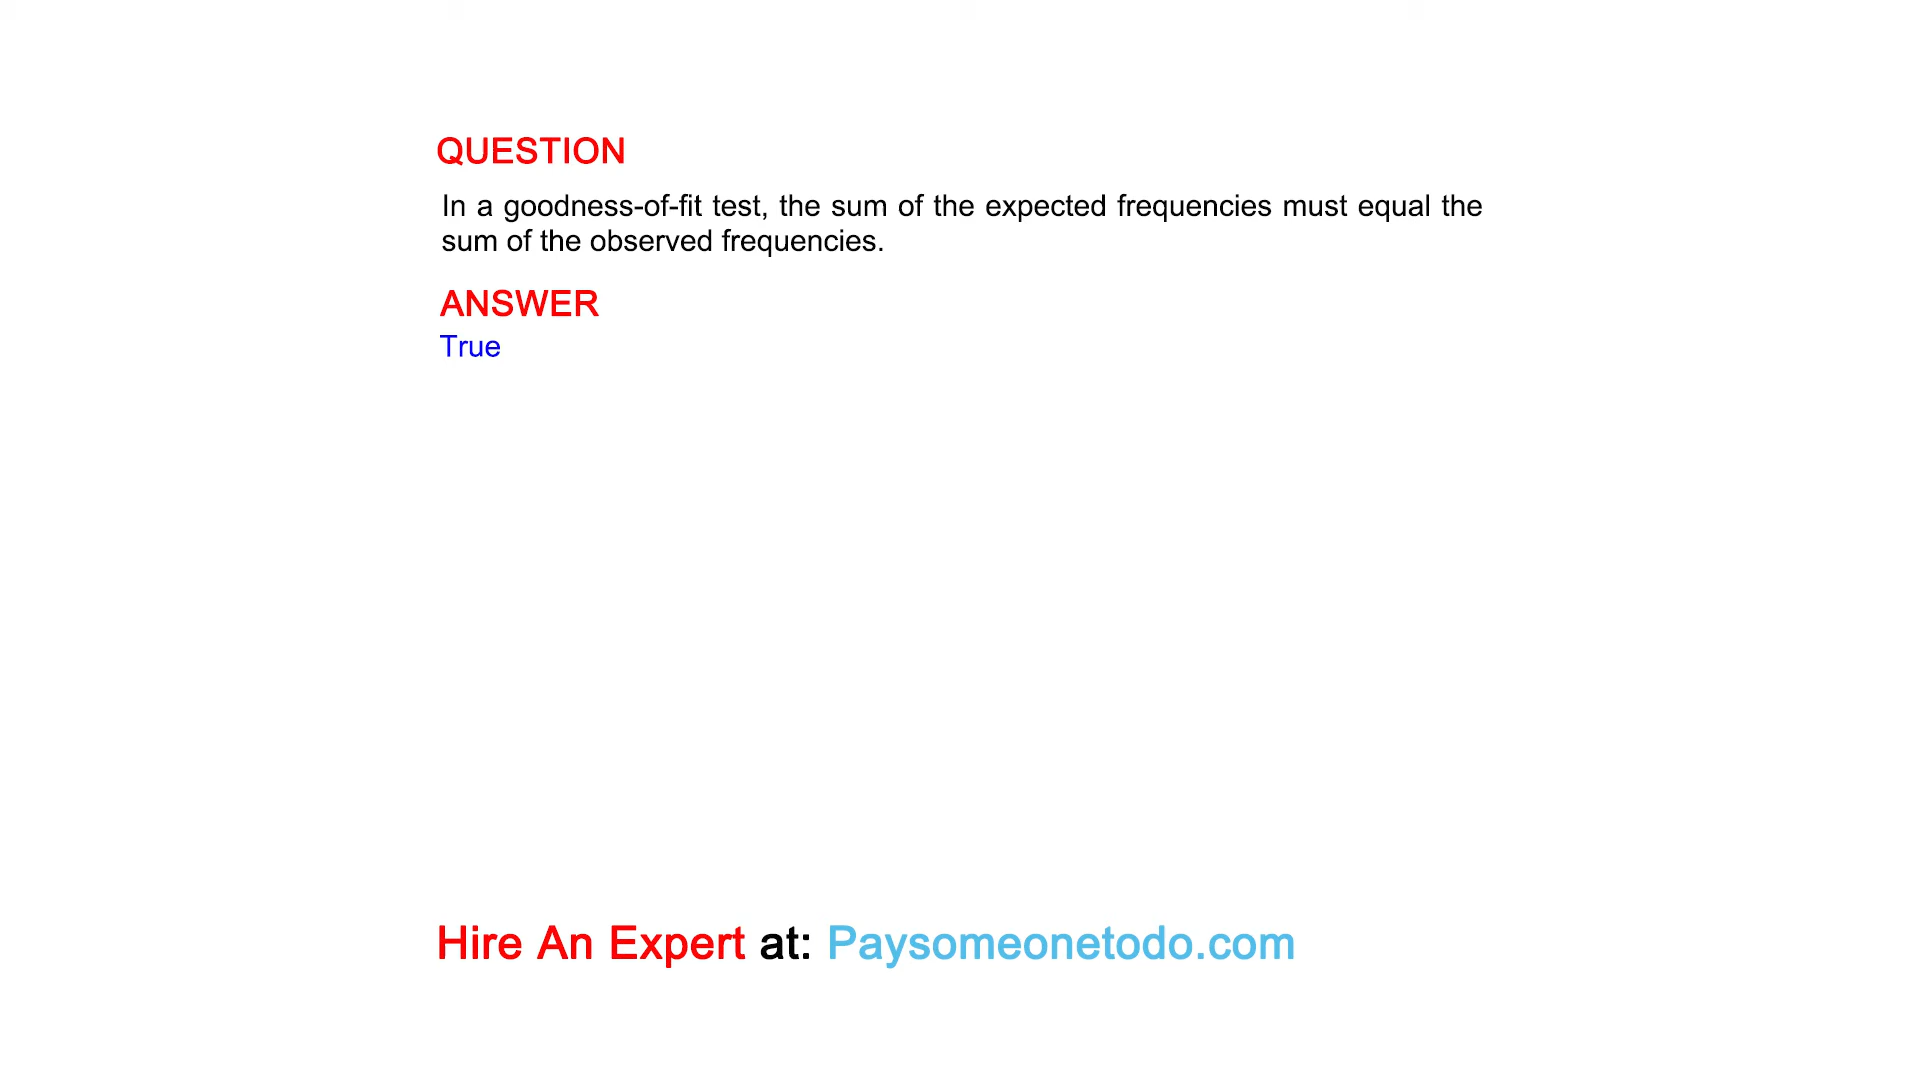 QUESTION
In a goodness-of-fit test, the sum of the expected frequencies must equal the
sum of the observed frequencies.
ANSWER
True
Hire An Expert at: Paysomeonetodo.com